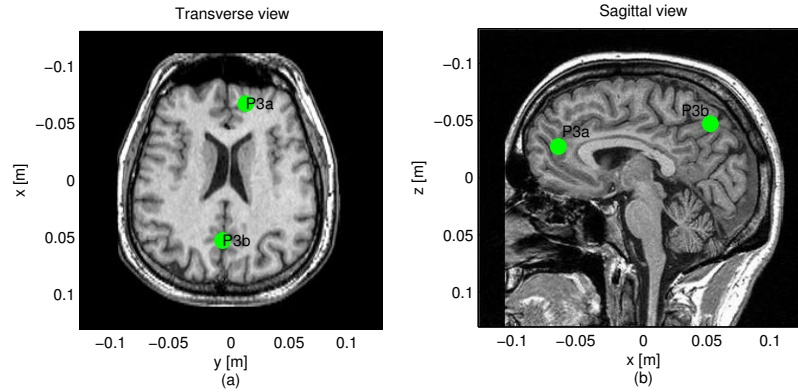 Transverse view
−0.1
−0.05
0
0.05
0.1
x [m]
P3a
P3b
−0.1 −0.05 0 0.05 0.1
y [m]
(a)
Sagittal view
−0.1
−0.05
0
0.05
0.1
z [m]
P3a
P3b
−0.1 −0.05 0 0.05 0.1
x [m]
(b)